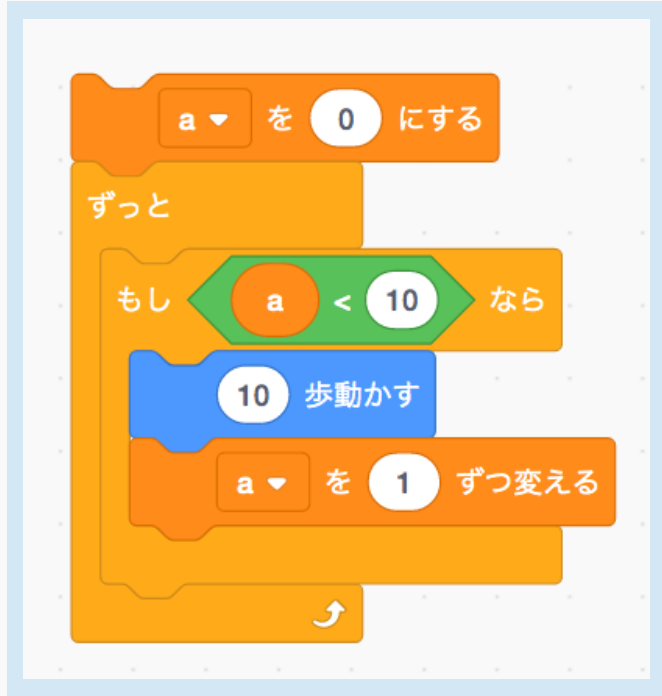 a を 0 にする
ずっと
もし a < 10 なら
10 歩動かす
a を 1 ずつ変える